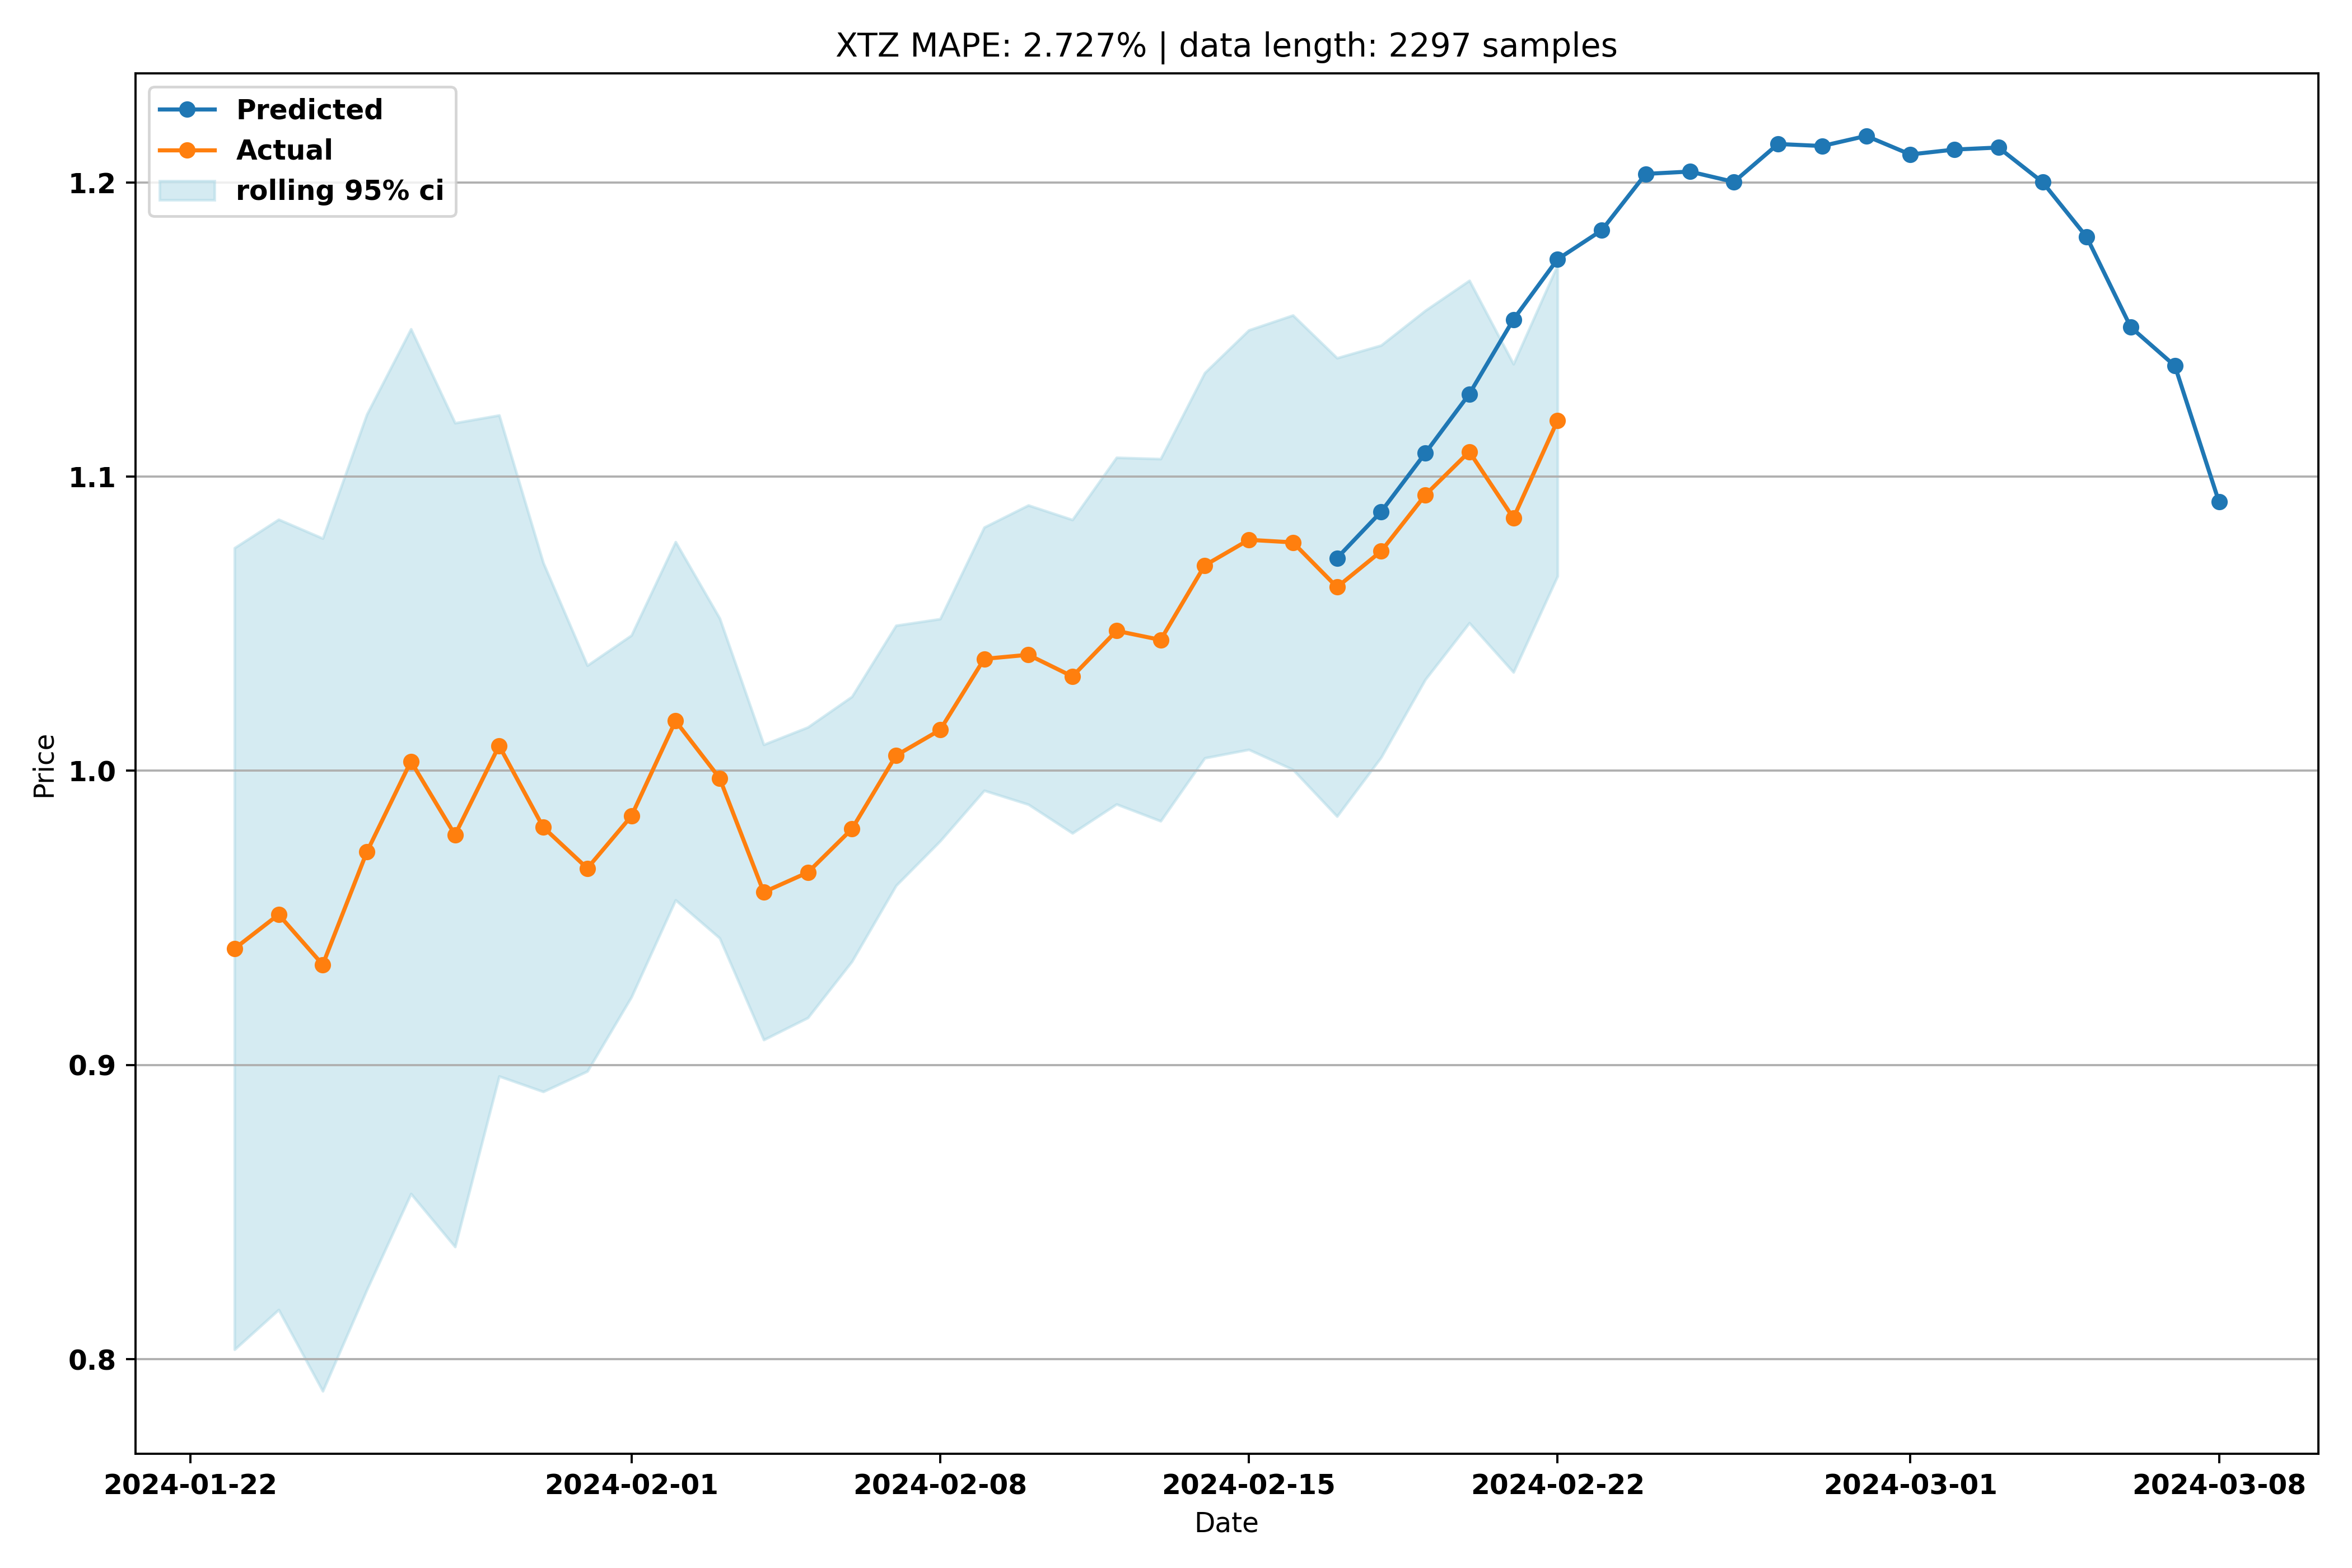 XTZ MAPE: 2.727% | data length: 2297 samples
Predicted
Actual
rolling 95% ci
1.2
1.1
1.0
0.9
0.8
Price
2024-01-22
2024-02-01
2024-02-08
2024-02-15
2024-02-22
2024-03-01
2024-03-08
Date